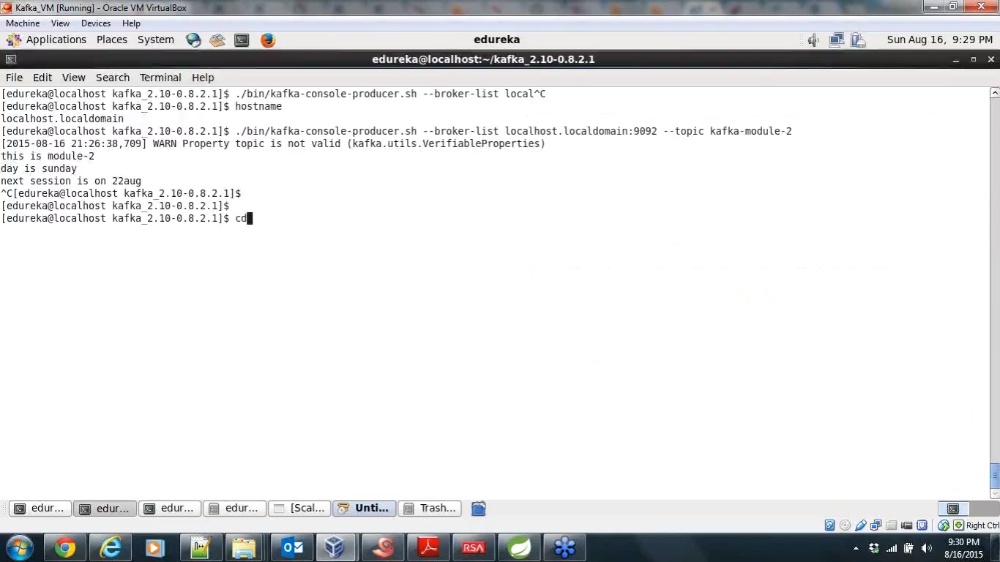 Kafka_VM [Running] - Oracle VM VirtualBox
Machine View Devices Help
Applications Places System edureka Sun Aug 16, 9:29 PM
edureka@localhost:~/kafka_2.10-0.8.2.1
File Edit View Search Terminal Help
[edureka@localhost kafka_2.10-0.8.2.1]$ ./bin/kafka-console-producer.sh --broker-list local^C
[edureka@localhost kafka_2.10-0.8.2.1]$ hostname
localhost.localdomain
[edureka@localhost kafka_2.10-0.8.2.1]$ ./bin/kafka-console-producer.sh --broker-list localhost.localdomain:9092 --topic kafka-module-2
[2015-08-16 21:26:38,709] WARN Property topic is not valid (kafka.utils.VerifiableProperties)
this is module-2
day is sunday
next session is on 22aug
^C[edureka@localhost kafka_2.10-0.8.2.1]$
[edureka@localhost kafka_2.10-0.8.2.1]$
[edureka@localhost kafka_2.10-0.8.2.1]$ cd
edur... edur... edur... edur... [Scal... Unti... Trash...
Right Ctrl
RSA
9:30 PM
8/16/2015